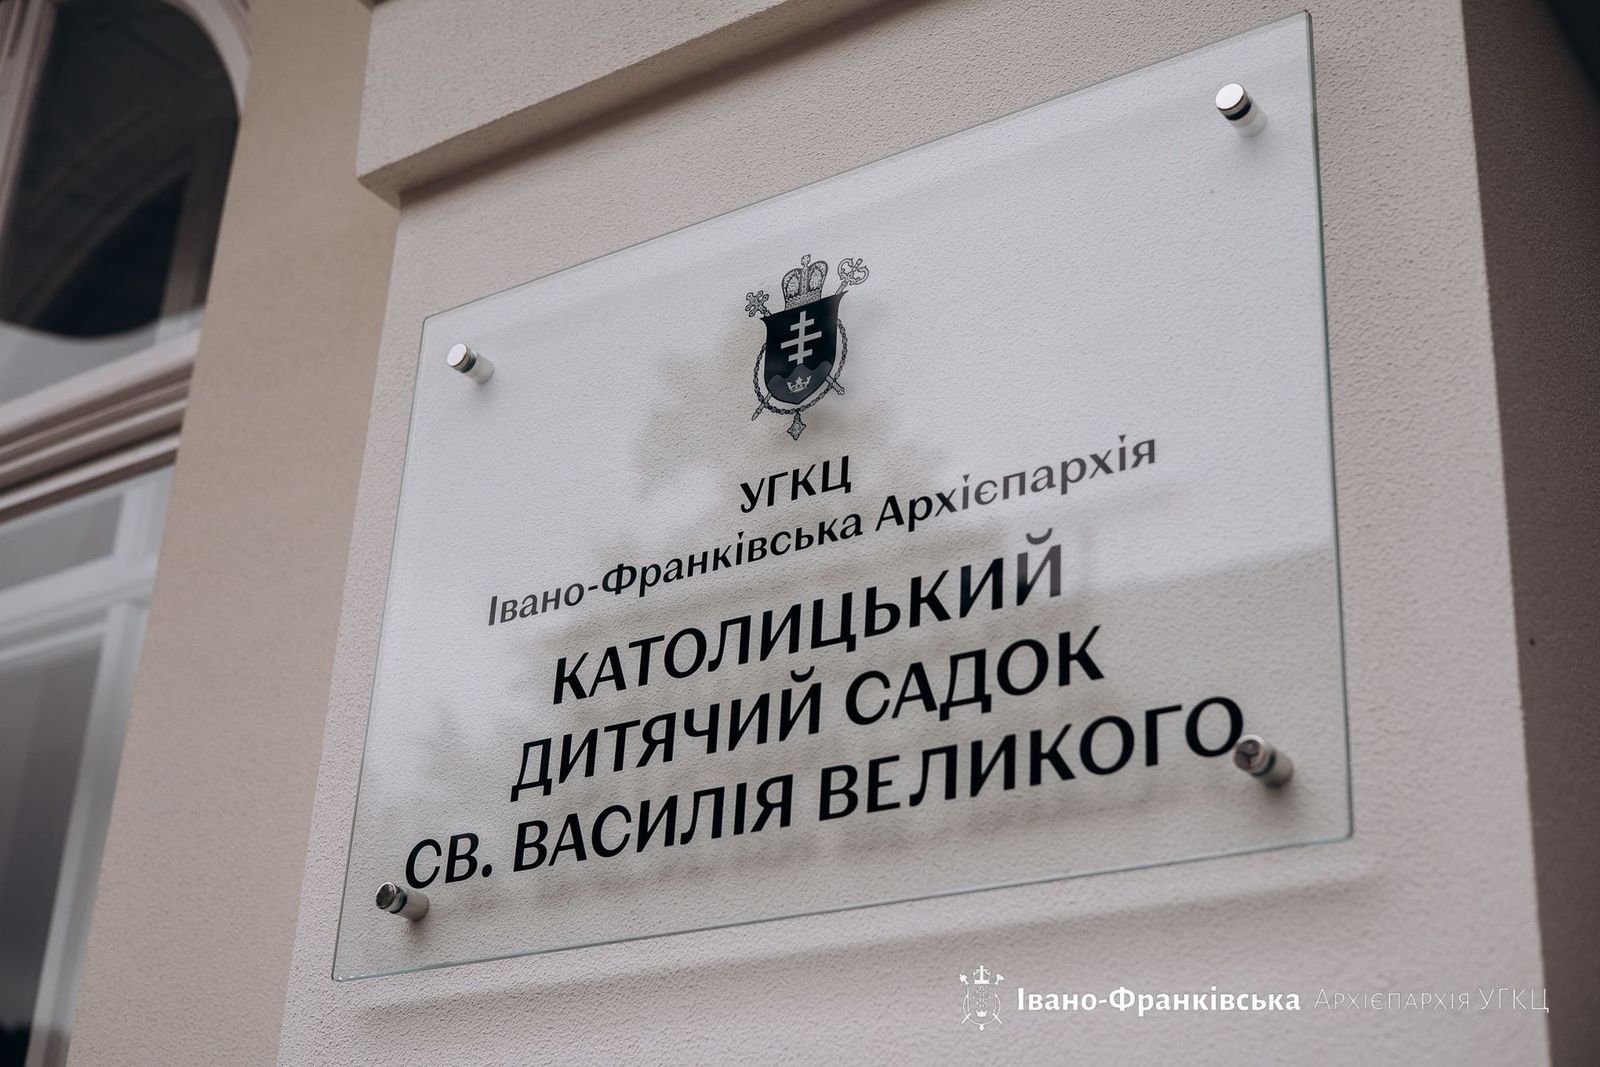 УГКЦ
Івано-Франківська Архієпархія
КАТОЛИЦЬКИЙ
ДИТЯЧИЙ САДОК
СВ. ВАСИЛІЯ ВЕЛИКОГО
Івано-Франківська Архієпархія УГКЦ